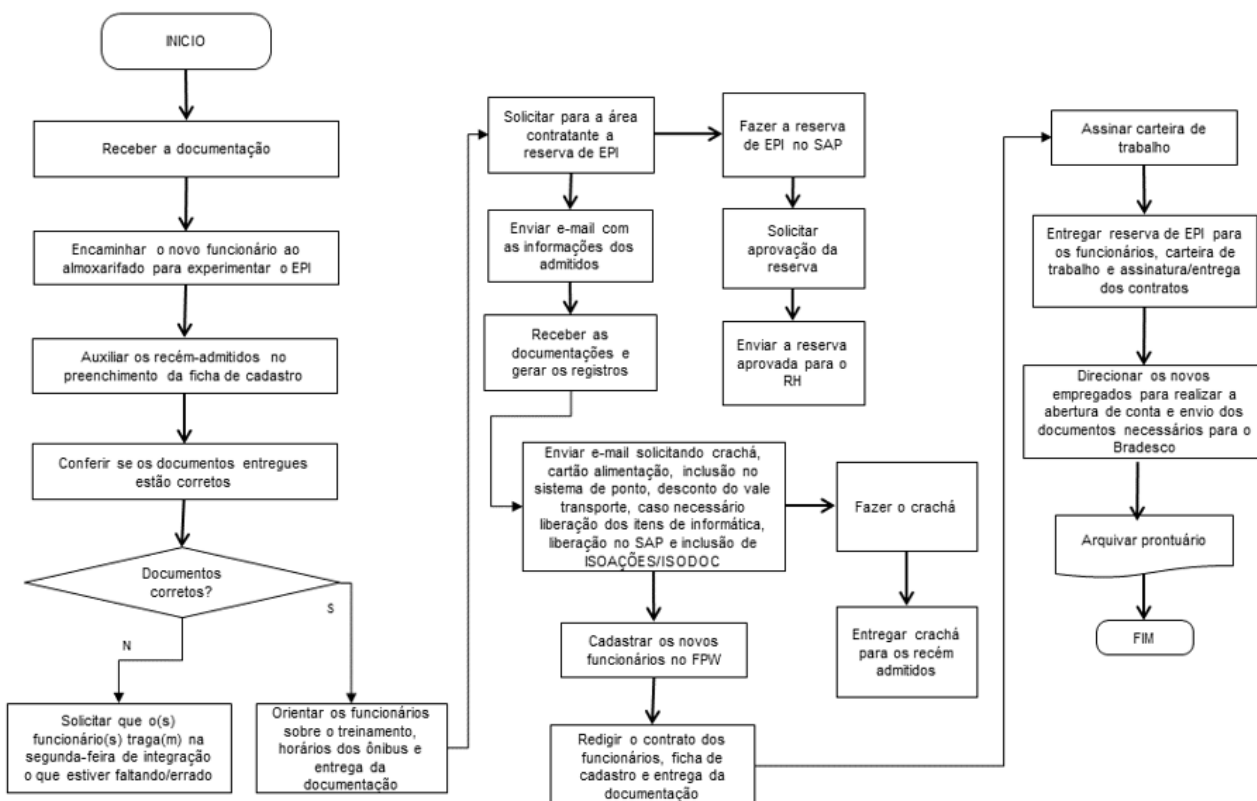 INICIO
Receber a documentação
Encaminhar o novo funcionário ao
almoxarifado para experimentar o EPI
Auxiliar os recém-admitidos no
preenchimento da ficha de cadastro
Conferir se os documentos entregues
estão corretos
Documentos
corretos?
S
N
Solicitar que o(s)
funcionário(s) traga(m) na
segunda-feira de integração
o que estiver faltando/errado
Orientar os funcionários
sobre o treinamento,
horários dos ônibus e
entrega da
documentação
Solicitar para a área
contratante a
reserva de EPI
Fazer a reserva
de EPI no SAP
Enviar e-mail com
as informações dos
admitidos
Solicitar
aprovação da
reserva
Receber as
documentações e
gerar os registros
Enviar a reserva
aprovada para o
RH
Enviar e-mail solicitando crachá,
cartão alimentação, inclusão no
sistema de ponto, desconto do vale
transporte, caso necessário
liberação dos itens de informática,
liberação no SAP e inclusão de
ISOAÇÕES/ISODOC
Fazer o crachá
Cadastrar os novos
funcionários no FPW
Entregar crachá
para os recém
admitidos
Redigir o contrato dos
funcionários, ficha de
cadastro e entrega da
documentação
Assinar carteira de
trabalho
Entregar reserva de EPI para
os funcionários, carteira de
trabalho e assinatura/entrega
dos contratos
Direcionar os novos
empregados para realizar a
abertura de conta e envio dos
documentos necessários para o
Bradesco
Arquivar prontuário
FIM